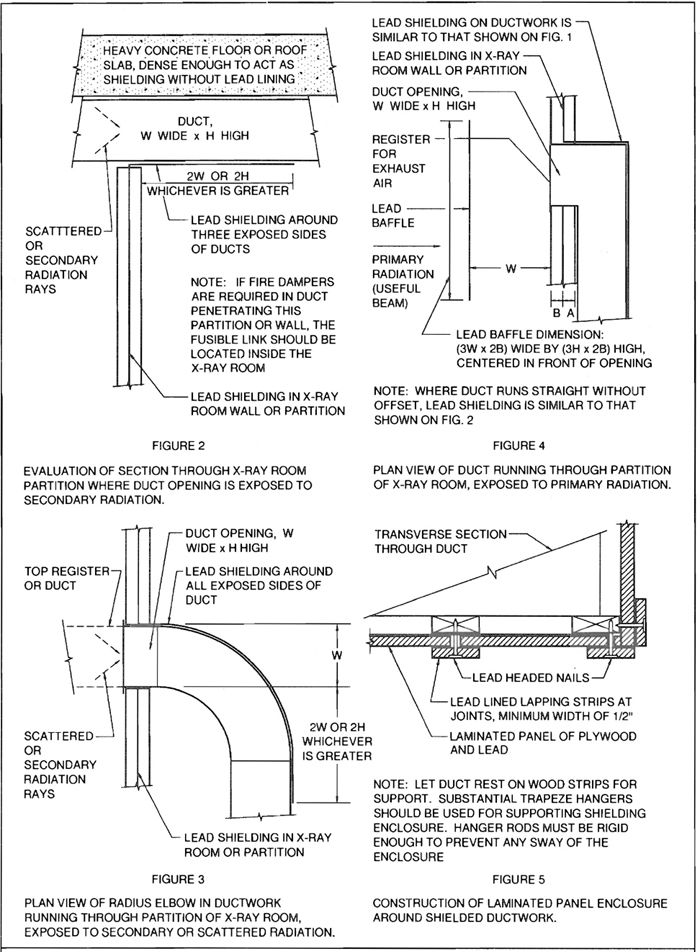 HEAVY CONCRETE FLOOR OR ROOF
SLAB, DENSE ENOUGH TO ACT AS
SHIELDING WITHOUT LEAD LINING
DUCT,
W WIDE x H HIGH
2W OR 2H
WHICHEVER IS GREATER
SCATTTERED
OR
SECONDARY
RADIATION
RAYS
LEAD SHIELDING AROUND
THREE EXPOSED SIDES
OF DUCTS
NOTE: IF FIRE DAMPERS
ARE REQUIRED IN DUCT
PENETRATING THIS
PARTITION OR WALL, THE
FUSIBLE LINK SHOULD BE
LOCATED INSIDE THE
X-RAY ROOM
LEAD SHIELDING IN X-RAY
ROOM WALL OR PARTITION
FIGURE 2
EVALUATION OF SECTION THROUGH X-RAY ROOM
PARTITION WHERE DUCT OPENING IS EXPOSED TO
SECONDARY RADIATION.
LEAD SHIELDING ON DUCTWORK IS
SIMILAR TO THAT SHOWN ON FIG. 1
LEAD SHIELDING IN X-RAY
ROOM WALL OR PARTITION
DUCT OPENING,
W WIDE x H HIGH
REGISTER
FOR
EXHAUST
AIR
LEAD
BAFFLE
PRIMARY
RADIATION
(USEFUL
BEAM)
W
B A
LEAD BAFFLE DIMENSION:
(3W x 2B) WIDE BY (3H x 2B) HIGH,
CENTERED IN FRONT OF OPENING
NOTE: WHERE DUCT RUNS STRAIGHT WITHOUT
OFFSET, LEAD SHIELDING IS SIMILAR TO THAT
SHOWN ON FIG. 2
FIGURE 4
PLAN VIEW OF DUCT RUNNING THROUGH PARTITION
OF X-RAY ROOM, EXPOSED TO PRIMARY RADIATION.
DUCT OPENING, W
WIDE x H HIGH
TOP REGISTER
OR DUCT
LEAD SHIELDING AROUND
ALL EXPOSED SIDES OF
DUCT
W
2W OR 2H
WHICHEVER
IS GREATER
SCATTERED
OR
SECONDARY
RADIATION
RAYS
LEAD SHIELDING IN X-RAY
ROOM OR PARTITION
FIGURE 3
PLAN VIEW OF RADIUS ELBOW IN DUCTWORK
RUNNING THROUGH PARTITION OF X-RAY ROOM,
EXPOSED TO SECONDARY OR SCATTERED RADIATION.
TRANSVERSE SECTION
THROUGH DUCT
LEAD HEADED NAILS
LEAD LINED LAPPING STRIPS AT
JOINTS, MINIMUM WIDTH OF 1/2"
LAMINATED PANEL OF PLYWOOD
AND LEAD
NOTE: LET DUCT REST ON WOOD STRIPS FOR
SUPPORT. SUBSTANTIAL TRAPEZE HANGERS
SHOULD BE USED FOR SUPPORTING SHIELDING
ENCLOSURE. HANGER RODS MUST BE RIGID
ENOUGH TO PREVENT ANY SWAY OF THE
ENCLOSURE
FIGURE 5
CONSTRUCTION OF LAMINATED PANEL ENCLOSURE
AROUND SHIELDED DUCTWORK.